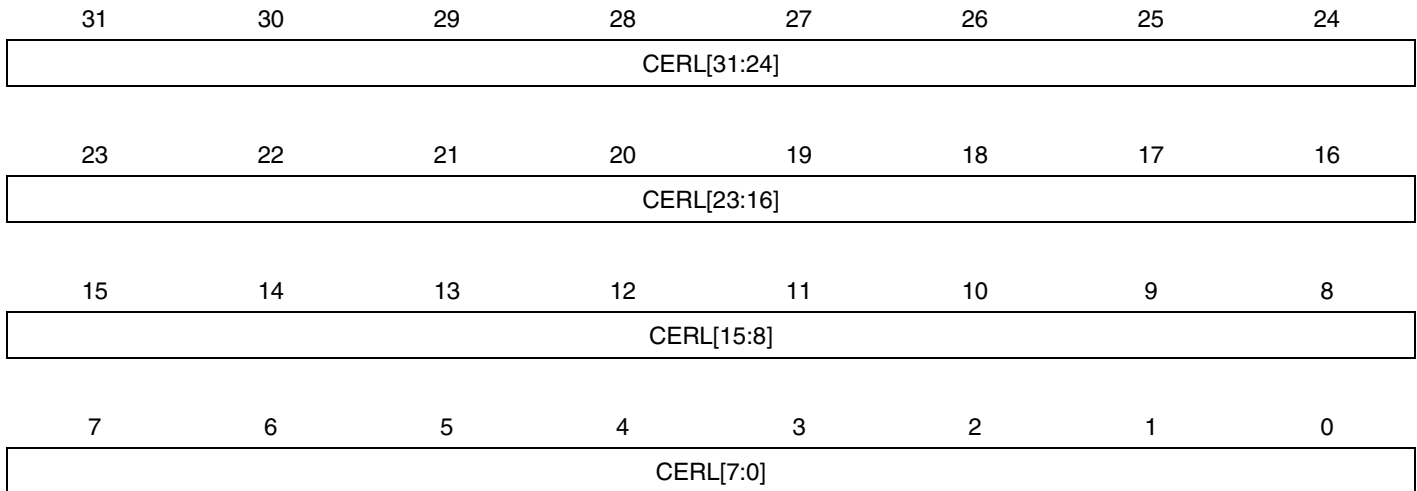 31 30 29 28 27 26 25 24
CERL[31:24]
23 22 21 20 19 18 17 16
CERL[23:16]
15 14 13 12 11 10 9 8
CERL[15:8]
7 6 5 4 3 2 1 0
CERL[7:0]